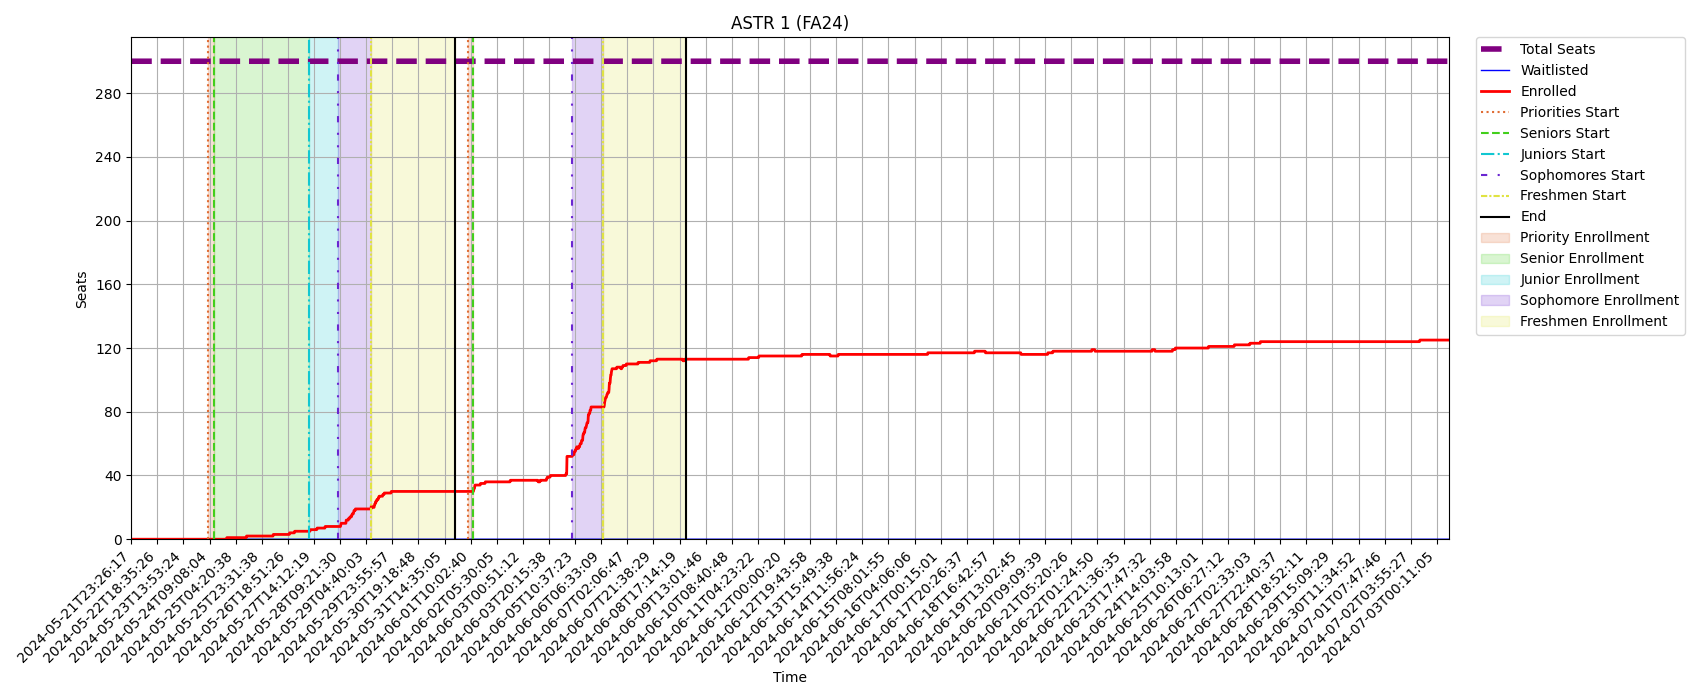 ASTR 1 (FA24)
Seats
280
240
200
160
120
80
40
0
2024-05-21T23:26:17
2024-05-22T18:35:26
2024-05-23T13:53:24
2024-05-24T09:08:04
2024-05-25T04:20:38
2024-05-25T23:31:38
2024-05-26T18:51:26
2024-05-27T14:12:19
2024-05-28T09:21:30
2024-05-29T04:40:03
2024-05-29T23:55:57
2024-05-30T19:18:48
2024-05-31T14:35:05
2024-06-01T10:02:40
2024-06-02T05:30:05
2024-06-03T00:51:12
2024-06-03T20:15:38
2024-06-05T10:37:23
2024-06-06T06:33:09
2024-06-07T02:06:47
2024-06-07T21:38:29
2024-06-08T17:14:19
2024-06-09T13:01:46
2024-06-10T08:40:48
2024-06-11T04:23:22
2024-06-12T00:00:20
2024-06-12T19:43:58
2024-06-13T15:49:38
2024-06-14T11:56:24
2024-06-15T08:01:55
2024-06-16T04:06:06
2024-06-17T00:15:01
2024-06-17T20:26:37
2024-06-18T16:42:57
2024-06-19T13:02:45
2024-06-20T09:09:39
2024-06-21T05:20:26
2024-06-22T01:24:50
2024-06-22T21:36:35
2024-06-23T17:47:32
2024-06-24T14:03:58
2024-06-25T10:13:01
2024-06-26T06:27:12
2024-06-27T02:33:03
2024-06-27T22:40:37
2024-06-28T18:52:11
2024-06-29T15:09:29
2024-06-30T11:34:52
2024-07-01T07:47:46
2024-07-02T03:55:27
2024-07-03T00:11:05
Time
Total Seats
Waitlisted
Enrolled
Priorities Start
Seniors Start
Juniors Start
Sophomores Start
Freshmen Start
End
Priority Enrollment
Senior Enrollment
Junior Enrollment
Sophomore Enrollment
Freshmen Enrollment